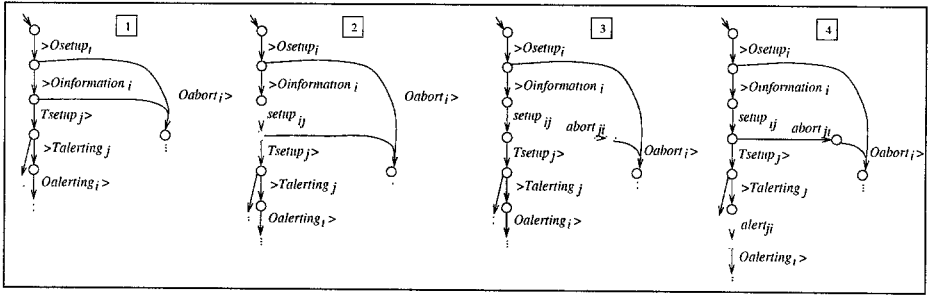 1
>Osetup_i
>Oinformation_i
Oabort_i>
Tsetup_j>
>Talerting_j
Oalerting_i>
2
>Osetup_i
>Oinformation_i
Oabort_i>
setup_ij
Tsetup_j>
>Talerting_j
Oalerting_i>
3
>Osetup_i
>Oinformation_i
setup_ij
abort_ji
Tsetup_j>
Oabort_i>
>Talerting_j
Oalerting_i>
4
>Osetup_i
>Oinformation_i
setup_ij
abort_ji
Tsetup_j>
Oabort_i>
>Talerting_j
alert_ji
Oalerting_i>